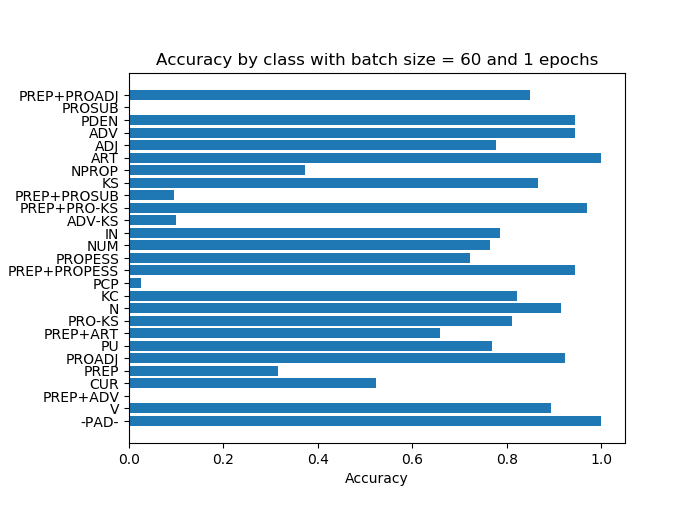 Accuracy by class with batch size = 60 and 1 epochs
PREP+PROADJ
PROSUB
PDEN
ADV
ADJ
ART
NPROP
KS
PREP+PROSUB
PREP+PRO-KS
ADV-KS
IN
NUM
PROPESS
PREP+PROPESS
PCP
KC
N
PRO-KS
PREP+ART
PU
PROADJ
PREP
CUR
PREP+ADV
V
-PAD-
0.0 0.2 0.4 0.6 0.8 1.0
Accuracy